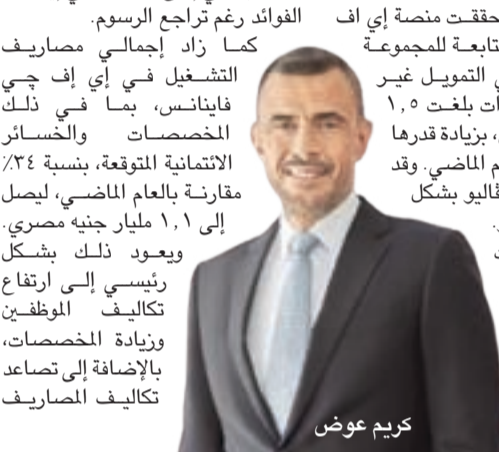 حققت منصة إي اف
تابعة للمجموعة
التمويل غير
بلغت ١,٥
، بزيادة قدرها
الماضي. وقد
فاليو بشكل
الفوائد رغم تراجع الرسوم.
كما زاد إجمالي مصاريف
التشغيل في إي إف چي
فاينانس، بما في ذلك
المخصصات والخسائر
الائتمانية المتوقعة، بنسبة ٣٤٪
مقارنة بالعام الماضي، ليصل
إلى ١,١ مليار جنيه مصري.
ويعود ذلك بشكل
رئيسي إلى ارتفاع
تكاليف الموظفين
وزيادة المخصصات،
بالإضافة إلى تصاعد
تكاليف المصاريف
كريم عوض